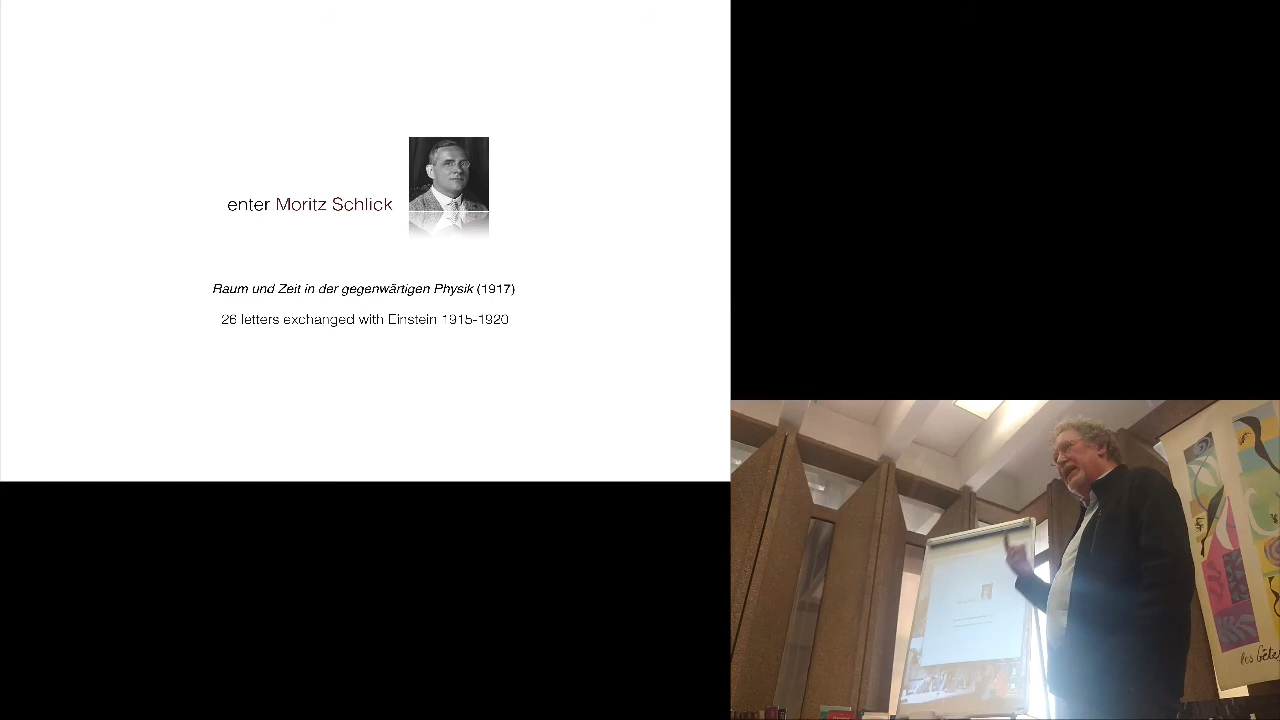 enter Moritz Schlick
Raum und Zeit in der gegenwärtigen Physik (1917)
26 letters exchanged with Einstein 1915-1920